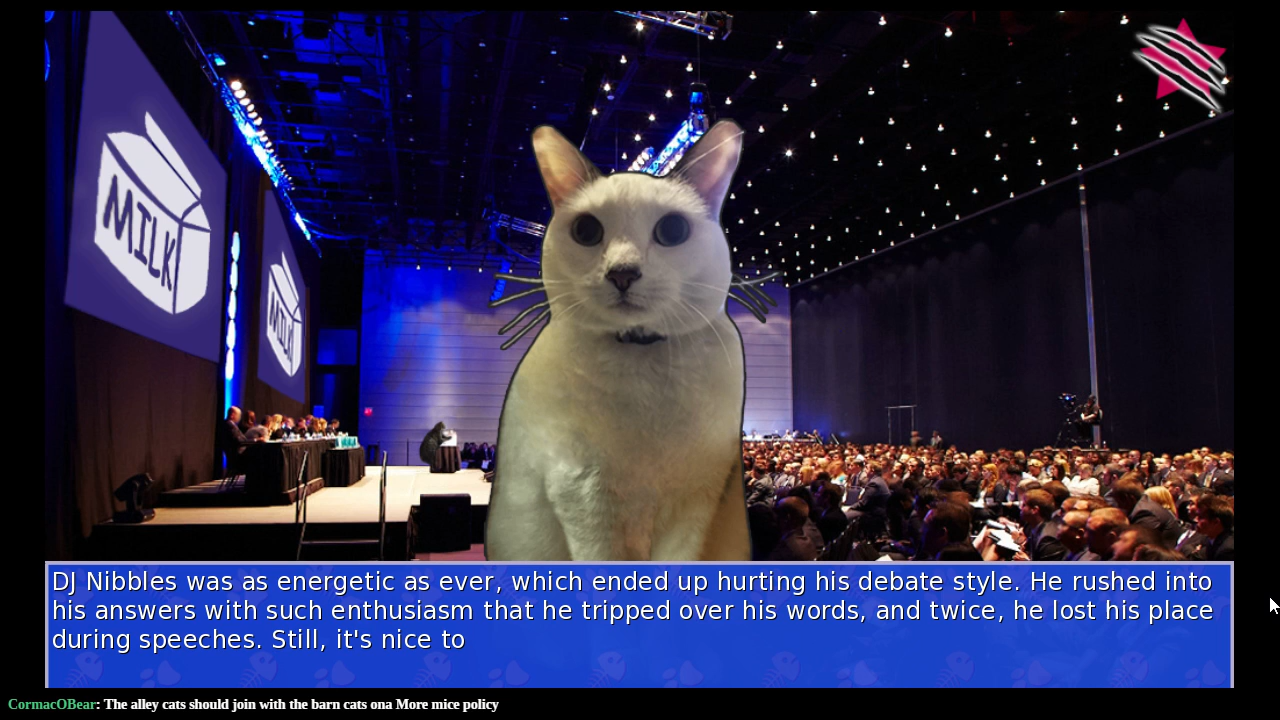 MILK
MILK
DJ Nibbles was as energetic as ever, which ended up hurting his debate style. He rushed into
his answers with such enthusiasm that he tripped over his words, and twice, he lost his place
during speeches. Still, it's nice to
CormacOBear: The alley cats should join with the barn cats ona More mice policy